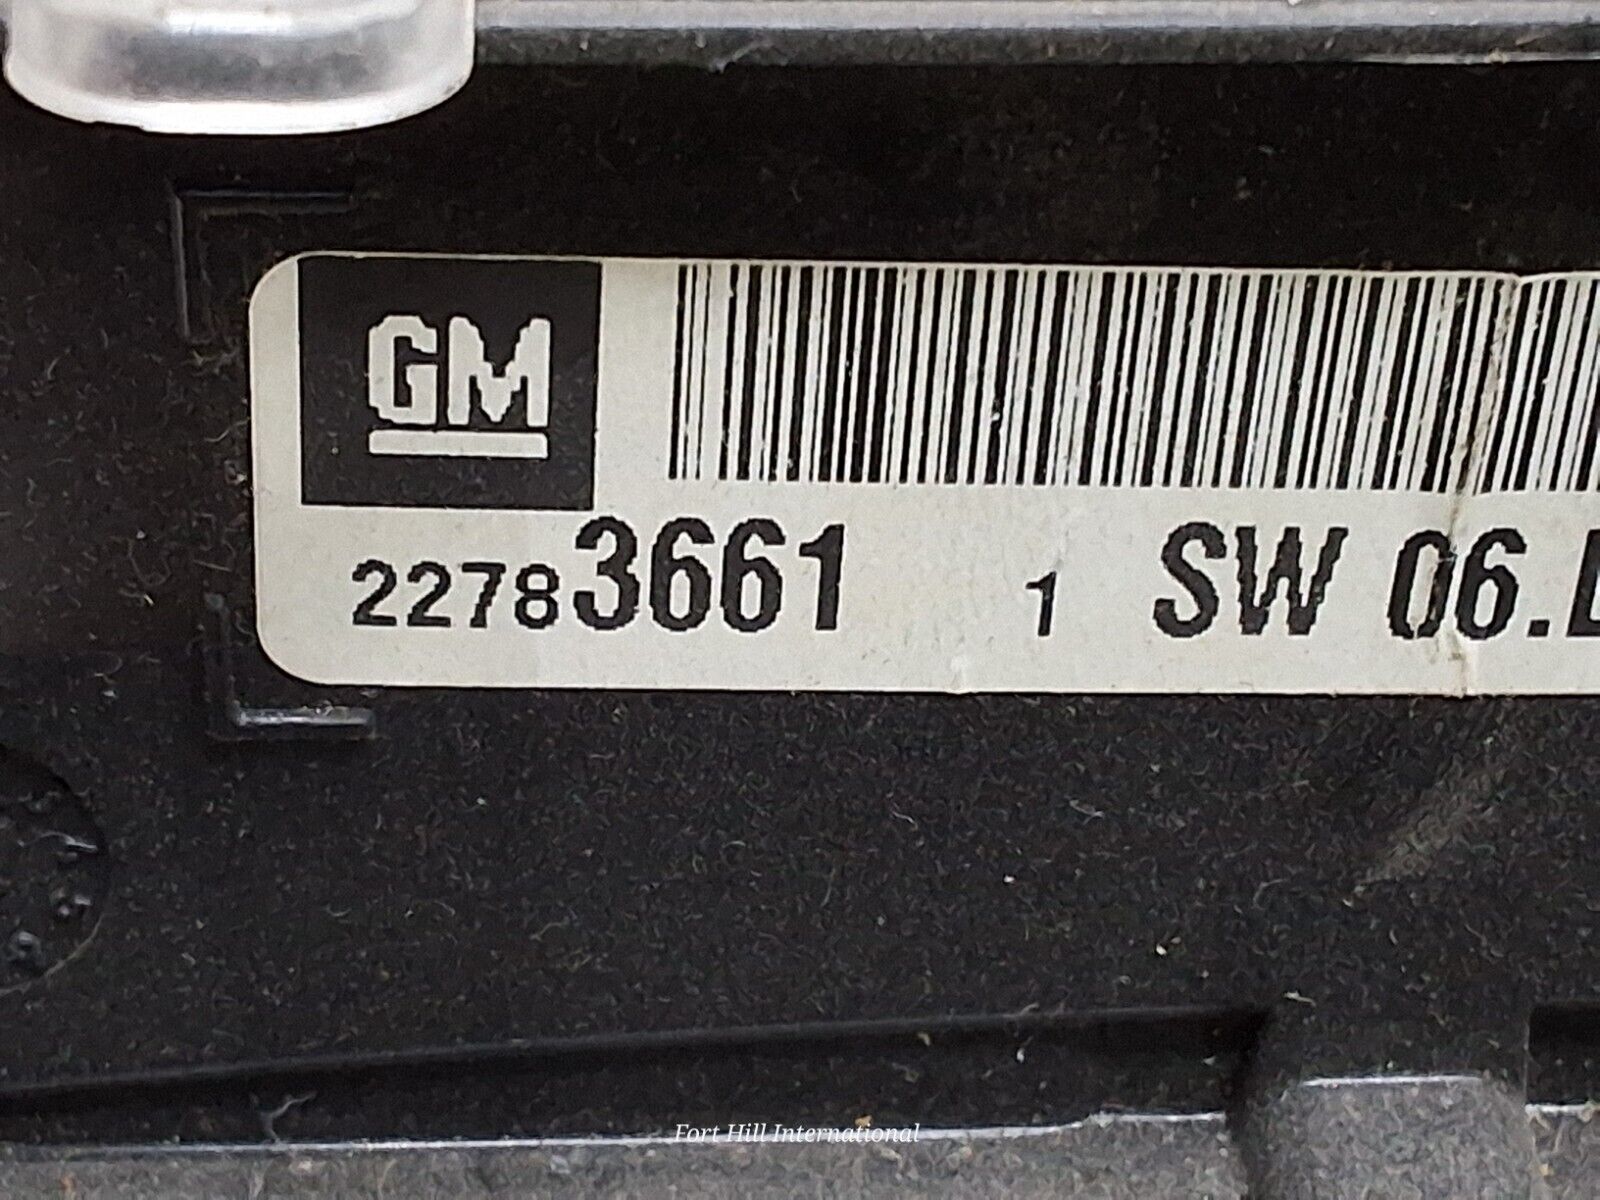 GM
22783661 1 SW 06.
Fort Hill International